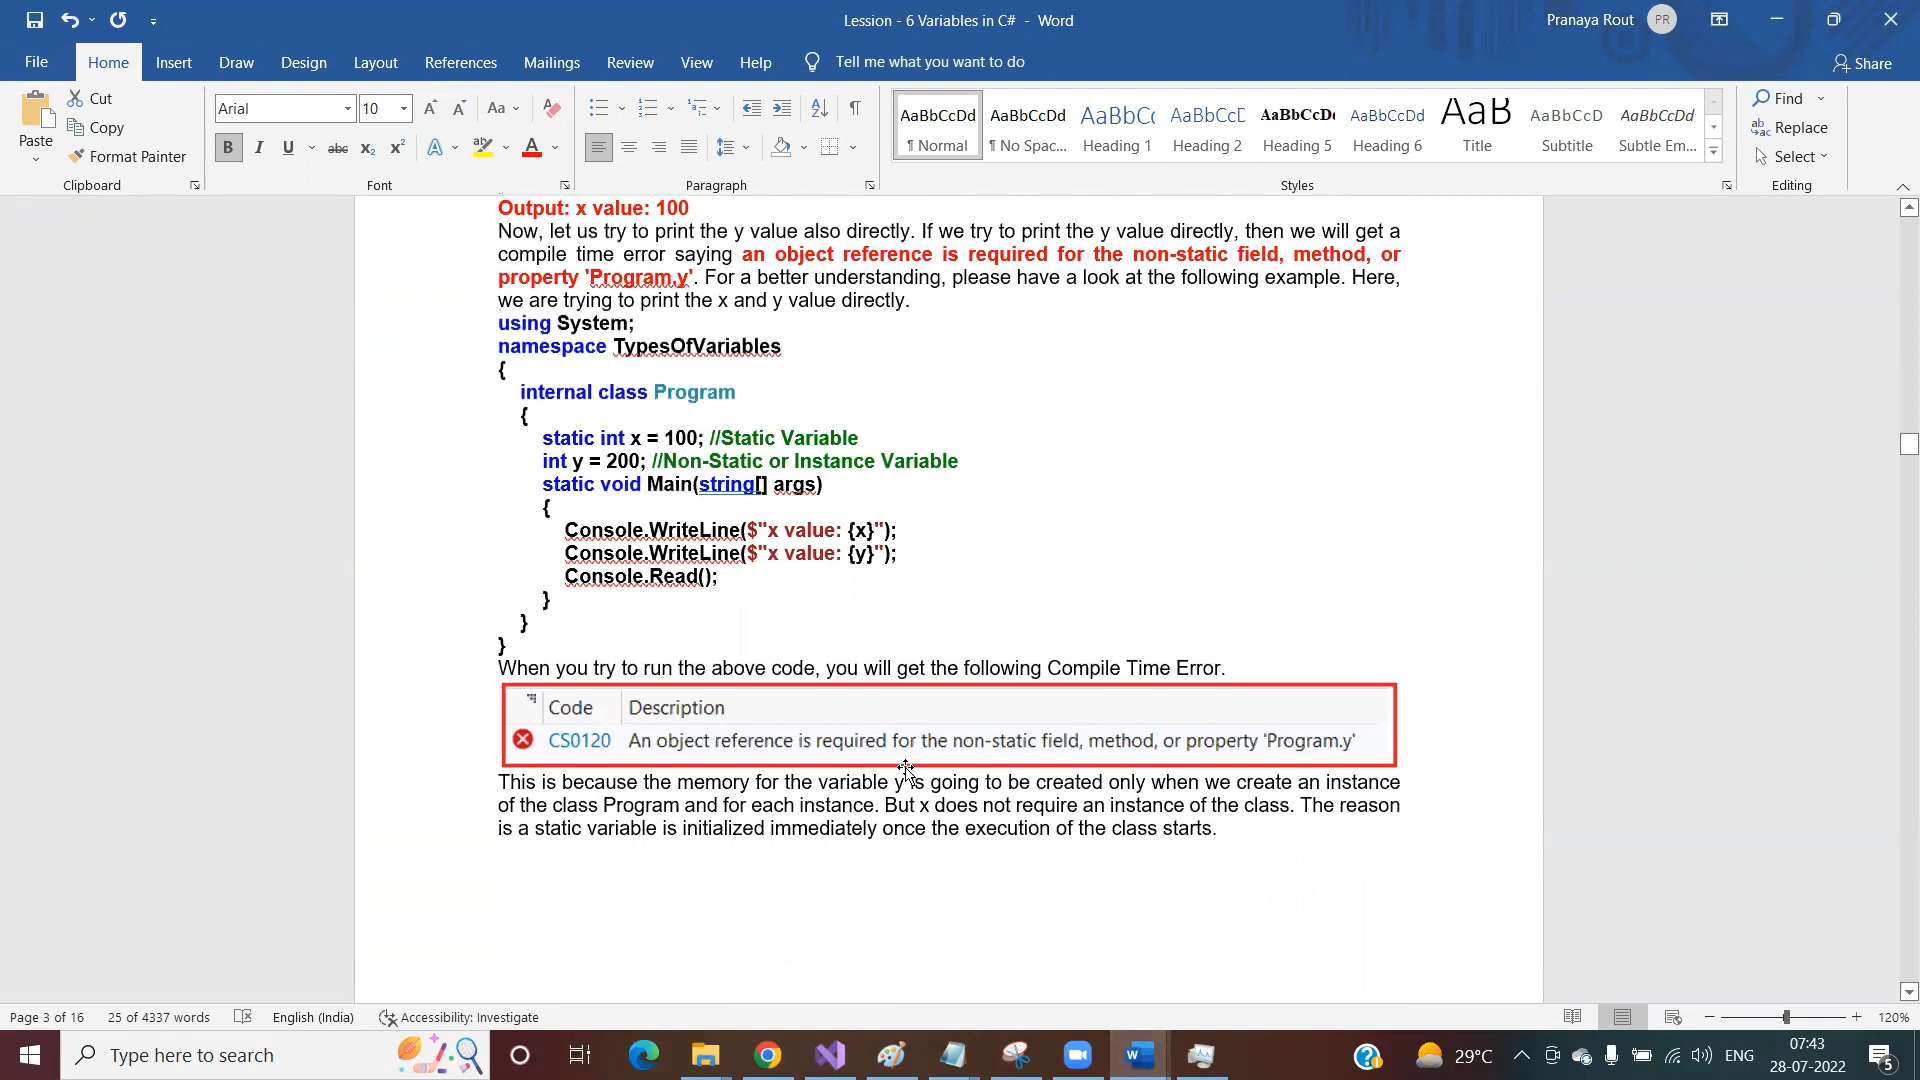 Lession - 6 Variables in C# - Word
Pranaya Rout
PR
File
Home
Insert
Draw
Design
Layout
References
Mailings
Review
View
Help
Tell me what you want to do
Share
Paste
Cut
Copy
Format Painter
Clipboard
Arial
10
Aa
B
I
U
abc
x₂
x²
A
A
Font
Paragraph
AaBbCcDd
¶ Normal
AaBbCcDd
¶ No Spac...
AaBbC
Heading 1
AaBbCcD
Heading 2
AaBbCcD
Heading 5
AaBbCcDd
Heading 6
AaB
Title
AaBbCcD
Subtitle
AaBbCcDd
Subtle Em...
Styles
Find
Replace
Select
Editing
Output: x value: 100
Now, let us try to print the y value also directly. If we try to print the y value directly, then we will get a
compile time error saying an object reference is required for the non-static field, method, or
property 'Program.y'. For a better understanding, please have a look at the following example. Here,
we are trying to print the x and y value directly.
using System;
namespace TypesOfVariables
{
internal class Program
{
static int x = 100; //Static Variable
int y = 200; //Non-Static or Instance Variable
static void Main(string[] args)
{
Console.WriteLine($"x value: {x}");
Console.WriteLine($"x value: {y}");
Console.Read();
}
}
}
When you try to run the above code, you will get the following Compile Time Error.
Code Description
CS0120 An object reference is required for the non-static field, method, or property 'Program.y'
This is because the memory for the variable y is going to be created only when we create an instance
of the class Program and for each instance. But x does not require an instance of the class. The reason
is a static variable is initialized immediately once the execution of the class starts.
Page 3 of 16
25 of 4337 words
English (India)
Accessibility: Investigate
120%
Type here to search
29°C
ENG
07:43
28-07-2022
5